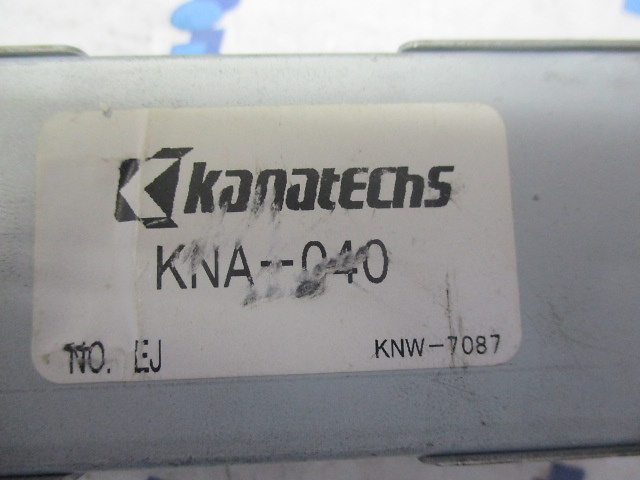 KanatEChs
KNA-040
NO. EJ
KNW-7087